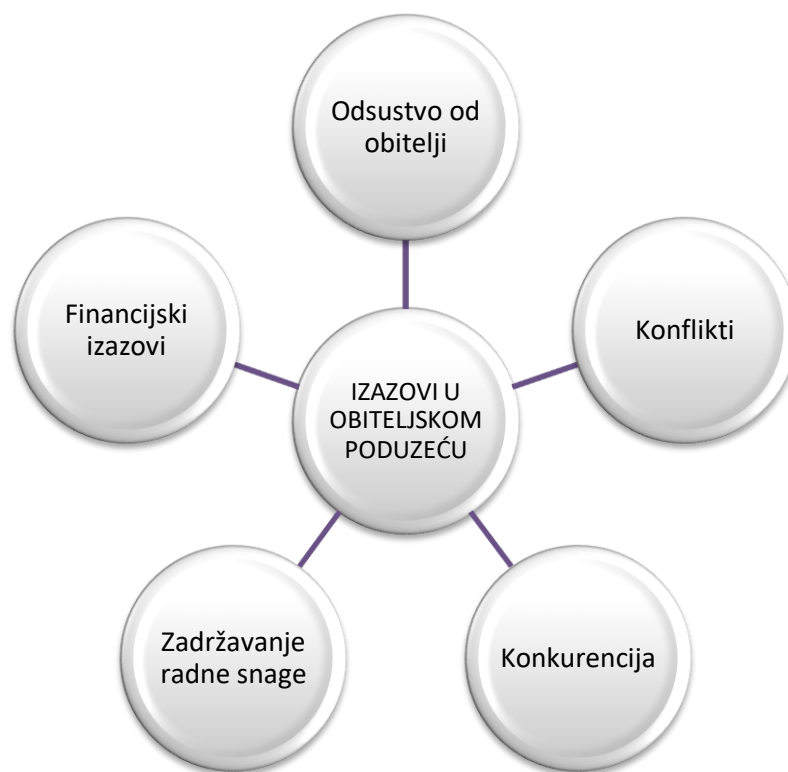 Odsustvo od
obitelji
Financijski
izazovi
Konflikti
IZAZOVI U
OBITELJSKOM
PODUZEĆU
Zadržavanje
radne snage
Konkurencija